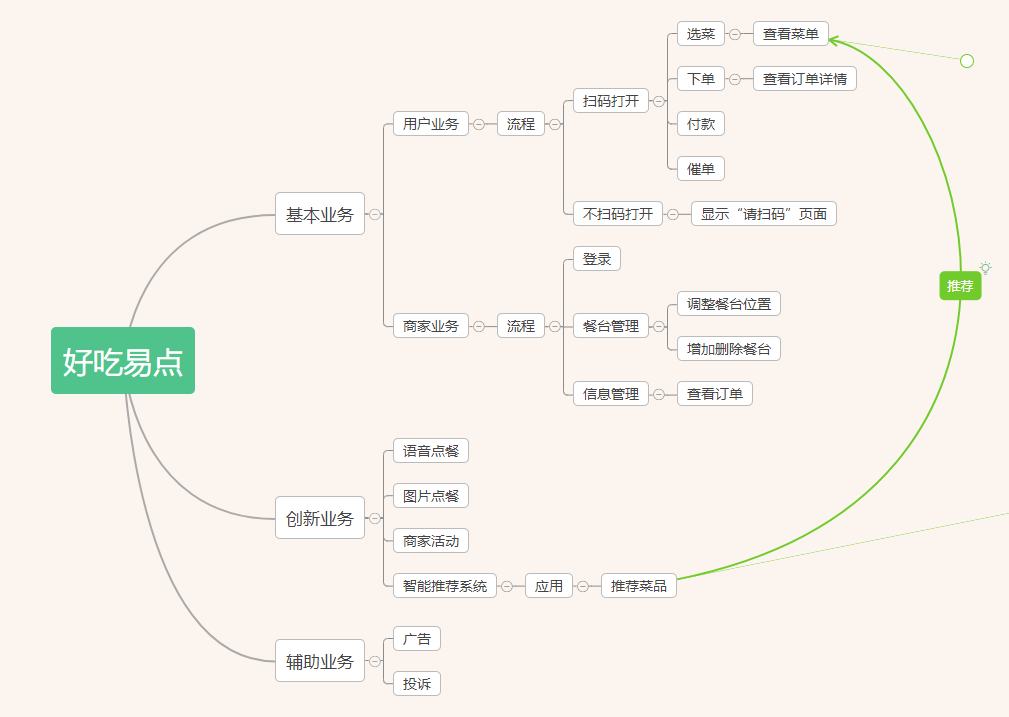 好吃易点
基本业务
用户业务
流程
扫码打开
选菜
查看菜单
下单
查看订单详情
付款
催单
不扫码打开
显示“请扫码”页面
商家业务
流程
登录
餐台管理
调整餐台位置
增加删除餐台
信息管理
查看订单
创新业务
语音点餐
图片点餐
商家活动
智能推荐系统
应用
推荐菜品
推荐
辅助业务
广告
投诉